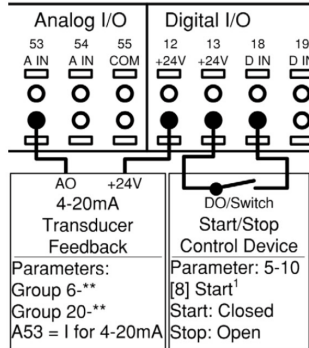 Analog I/O
Digital I/O
53 54 55 12 13 18 19
A IN A IN COM +24V +24V D IN D IN
AO +24V
4-20mA
Transducer
Feedback
Parameters:
Group 6-**
Group 20-**
A53 = I for 4-20mA
DO/Switch
Start/Stop
Control Device
Parameter: 5-10
[8] Start¹
Start: Closed
Stop: Open